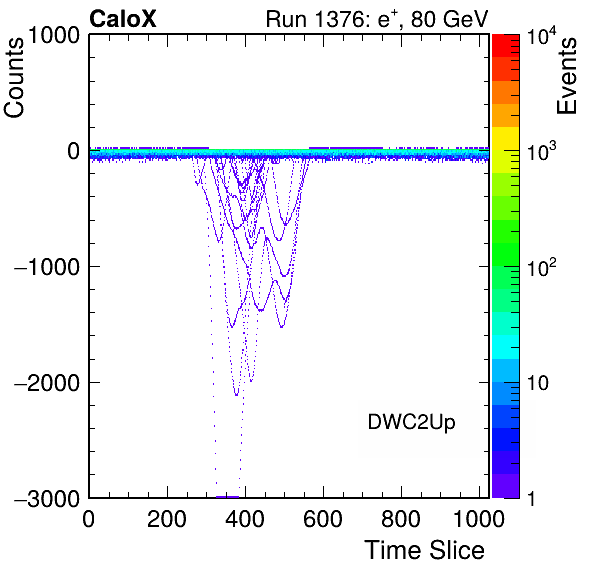 CaloX Run 1376: e⁺, 80 GeV
Counts
Events
1000
0
−1000
−2000
−3000
0 200 400 600 800 1000
Time Slice
DWC2Up
10⁴
10³
10²
10
1